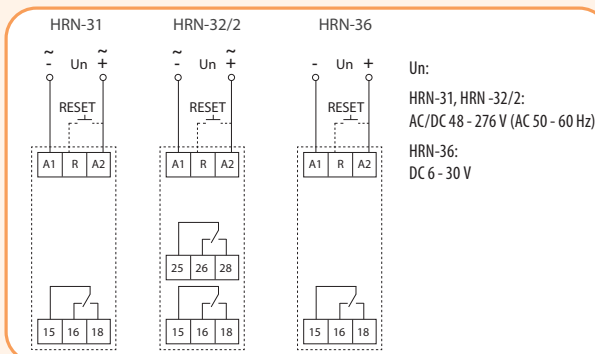 HRN-31 HRN-32/2 HRN-36
~ ~ ~ ~
- Un + - Un + - Un +
Un:
HRN-31, HRN -32/2:
AC/DC 48 - 276 V (AC 50 - 60 Hz)
HRN-36:
DC 6 - 30 V
RESET RESET RESET
A1 R A2 A1 R A2 A1 R A2
25 26 28
15 16 18 15 16 18 15 16 18